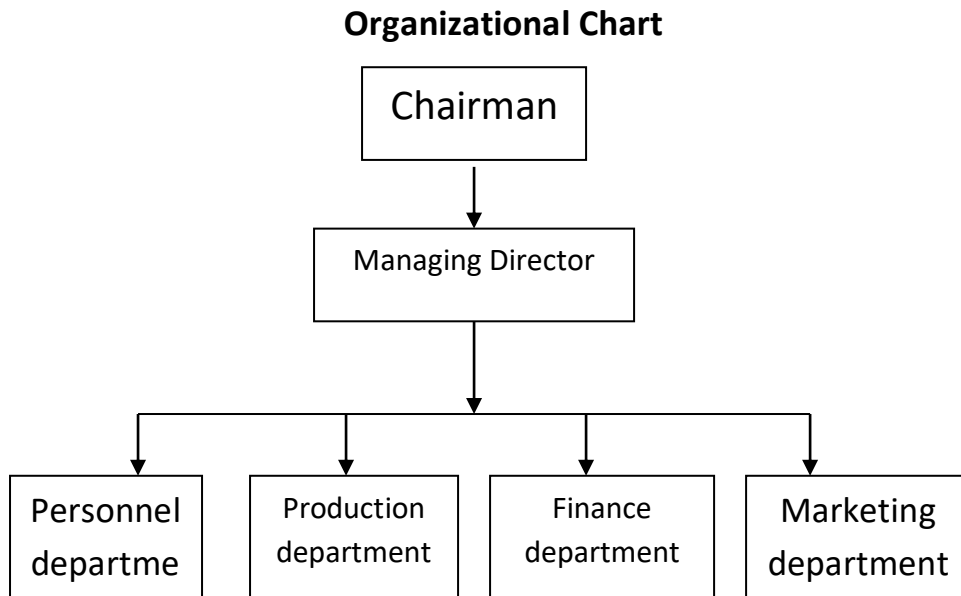 Organizational Chart
Chairman
Managing Director
Personnel
departme
Production
department
Finance
department
Marketing
department